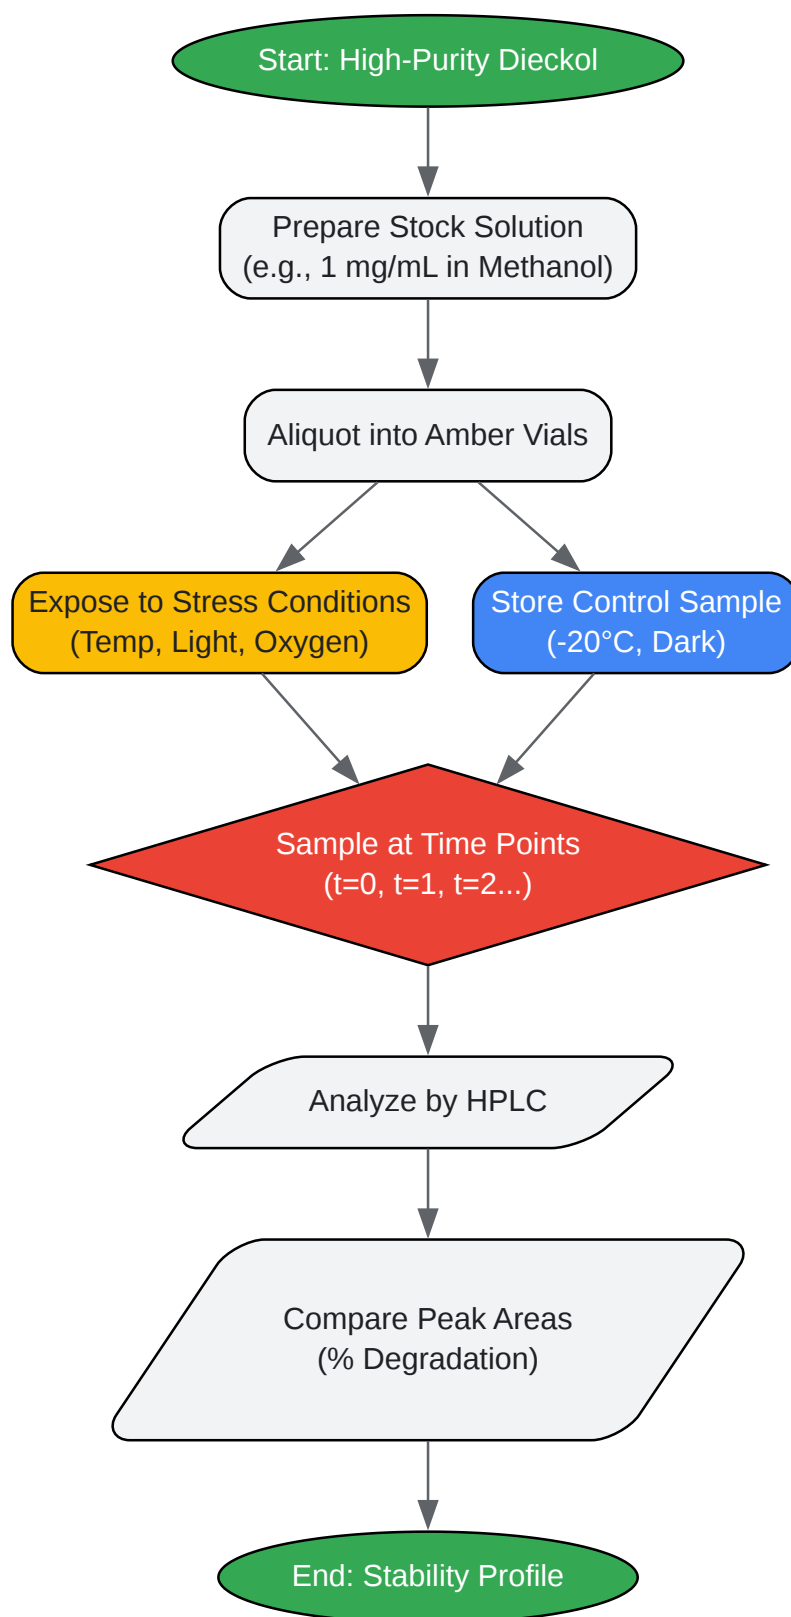 Start: High-Purity Dieckol
Prepare Stock Solution
(e.g., 1 mg/mL in Methanol)
Aliquot into Amber Vials
Expose to Stress Conditions
(Temp, Light, Oxygen)
Store Control Sample
(-20°C, Dark)
Sample at Time Points
(t=0, t=1, t=2...)
Analyze by HPLC
Compare Peak Areas
(% Degradation)
End: Stability Profile